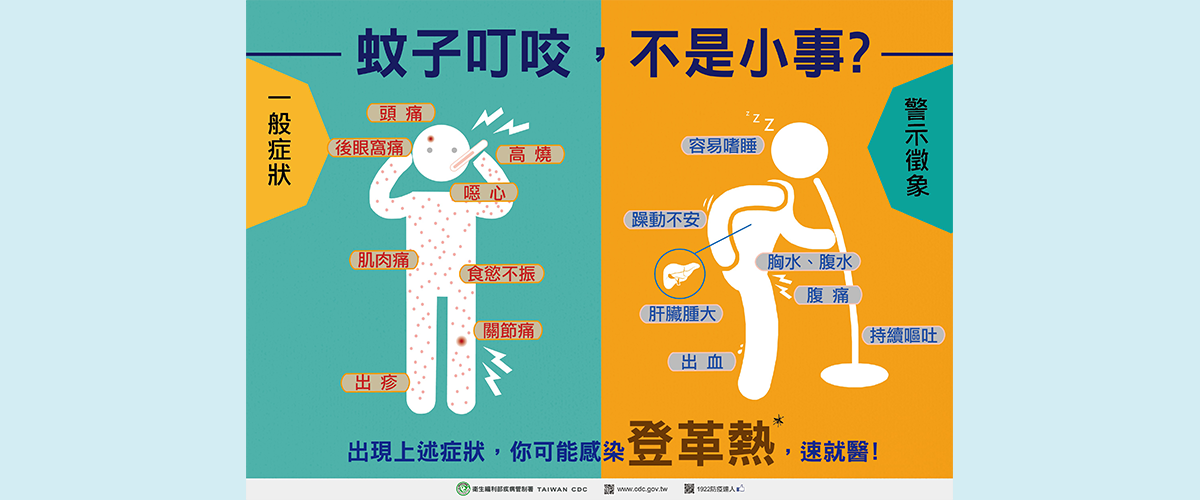 蚊子叮咬，不是小事?
一般症狀
頭痛
後眼窩痛
高燒
噁心
肌肉痛
食慾不振
關節痛
出疹
警示徵象
z z Z
容易嗜睡
躁動不安
胸水、腹水
腹痛
肝臟腫大
持續嘔吐
出血
出現上述症狀，你可能感染登革熱，速就醫!
衛生福利部疾病管制署 TAIWAN CDC www.cdc.gov.tw 1922防疫達人